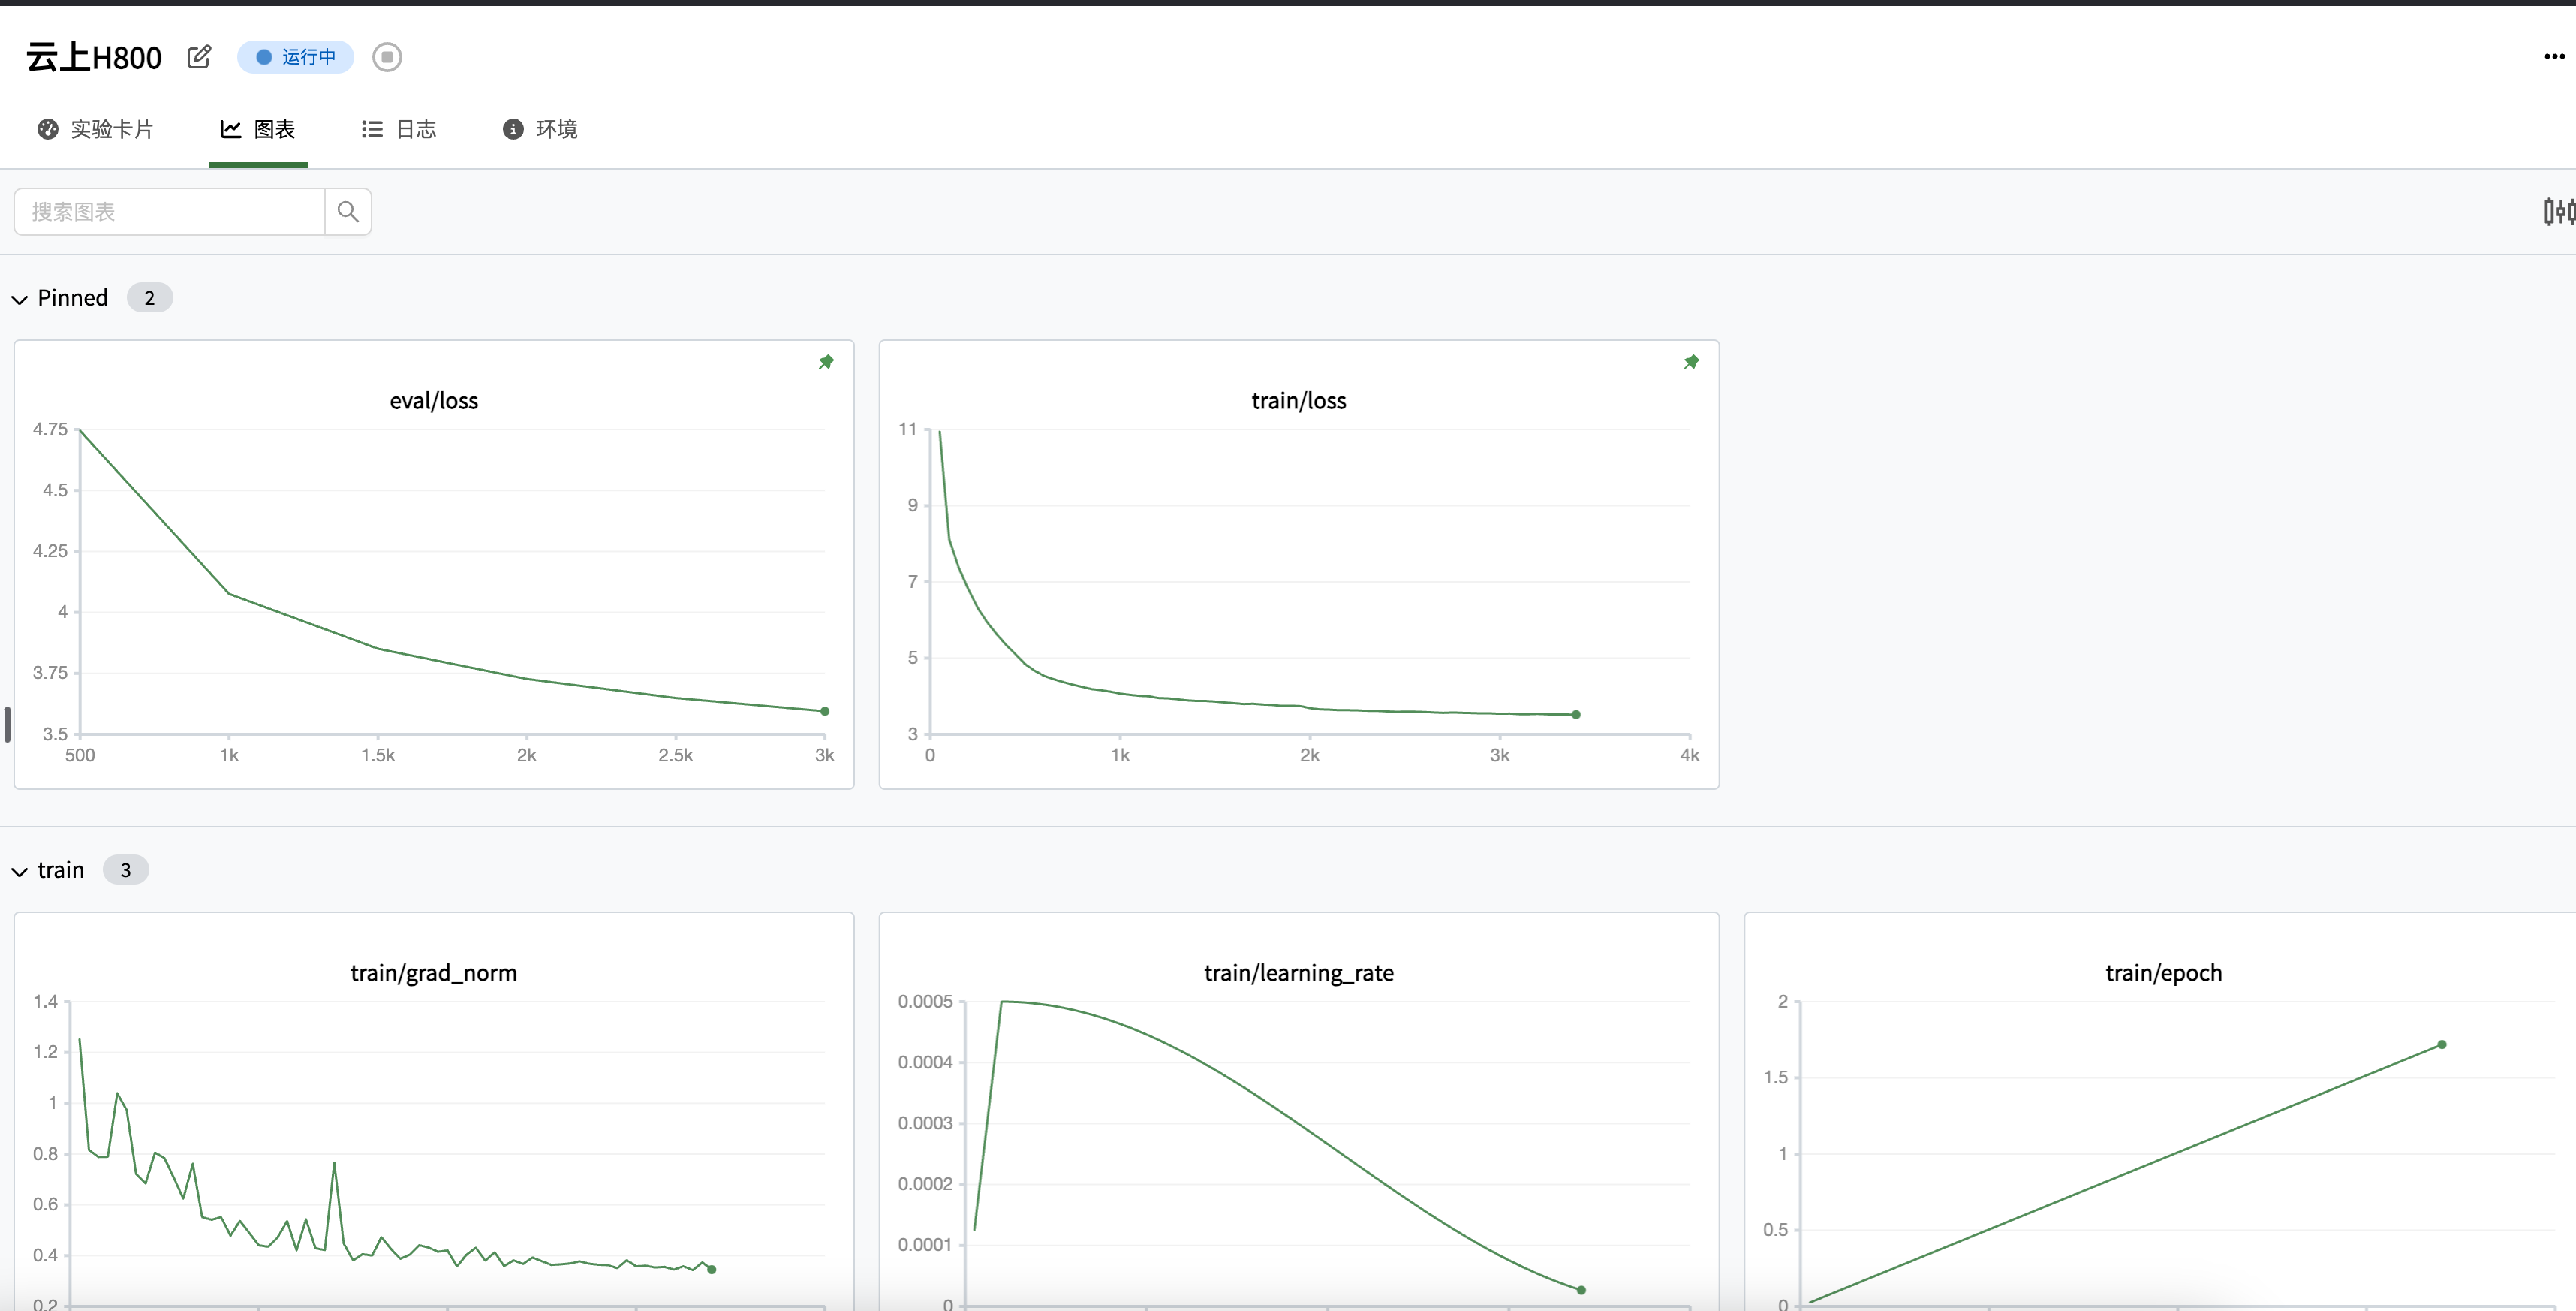 云上H800 运行中
实验卡片 图表 日志 环境
搜索图表
Pinned 2
eval/loss
4.75
4.5
4.25
4
3.75
3.5
500 1k 1.5k 2k 2.5k 3k
train/loss
11
9
7
5
3
0 1k 2k 3k 4k
train 3
train/grad_norm
1.4
1.2
1
0.8
0.6
0.4
0.2
train/learning_rate
0.0005
0.0004
0.0003
0.0002
0.0001
0
train/epoch
2
1.5
1
0.5
0